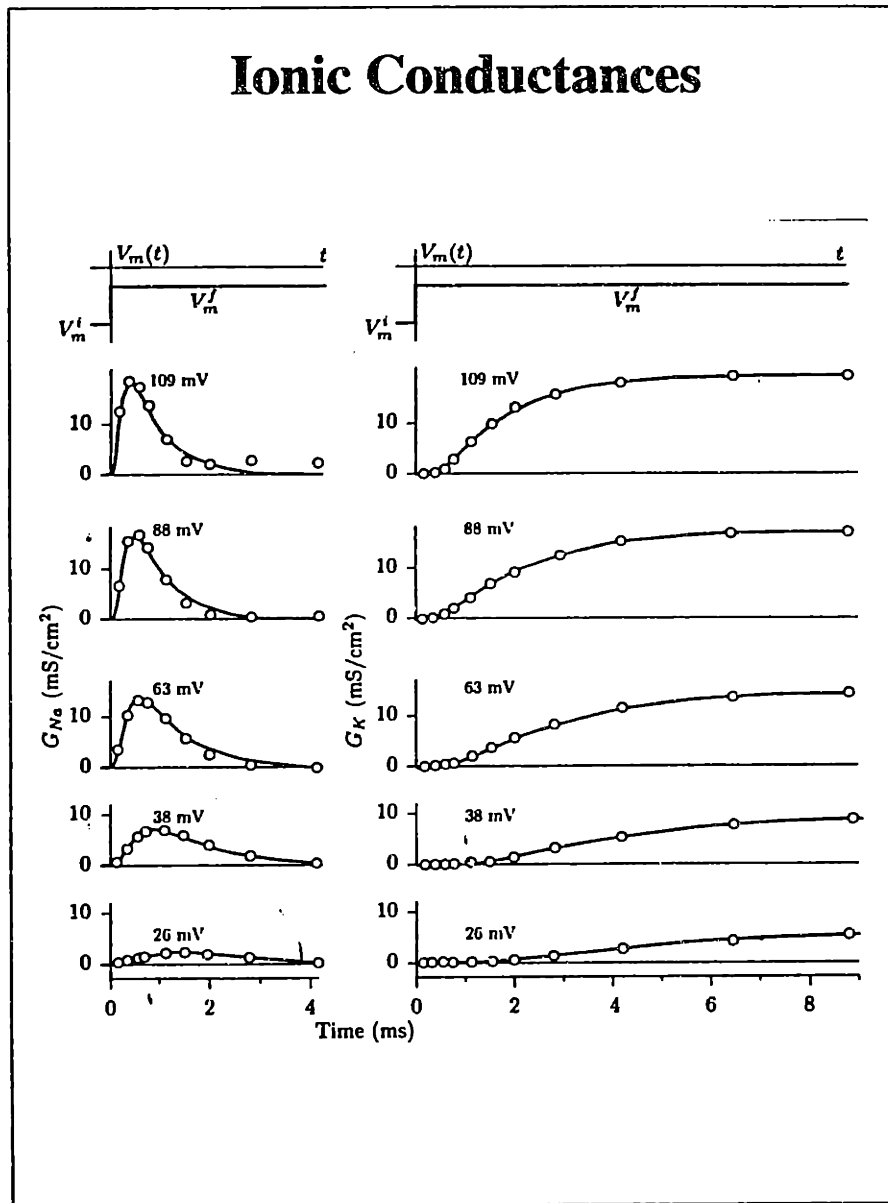 Ionic Conductances
V_m(t) t
V_m^f
V_m^i
V_m(t) t
V_m^f
V_m^i
G_Na (mS/cm²)
109 mV
10
0
88 mV
10
0
63 mV
10
0
38 mV
10
0
26 mV
10
0
0 2 4
G_K (mS/cm²)
109 mV
10
0
88 mV
10
0
63 mV
10
0
38 mV
10
0
26 mV
10
0
0 2 4 6 8
Time (ms)